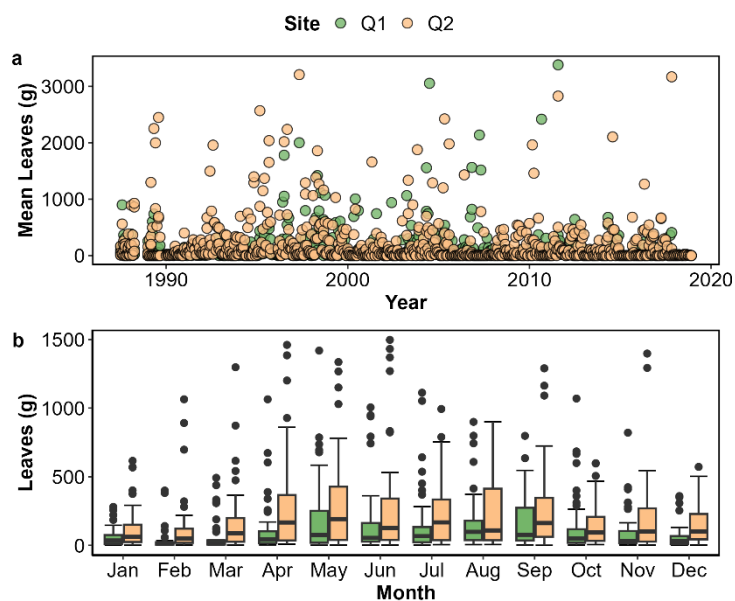 Site Q1 Q2
a
3000
2000
1000
0
Mean Leaves (g)
1990 2000 2010 2020
Year
b
1500
1000
500
0
Leaves (g)
Jan Feb Mar Apr May Jun Jul Aug Sep Oct Nov Dec
Month